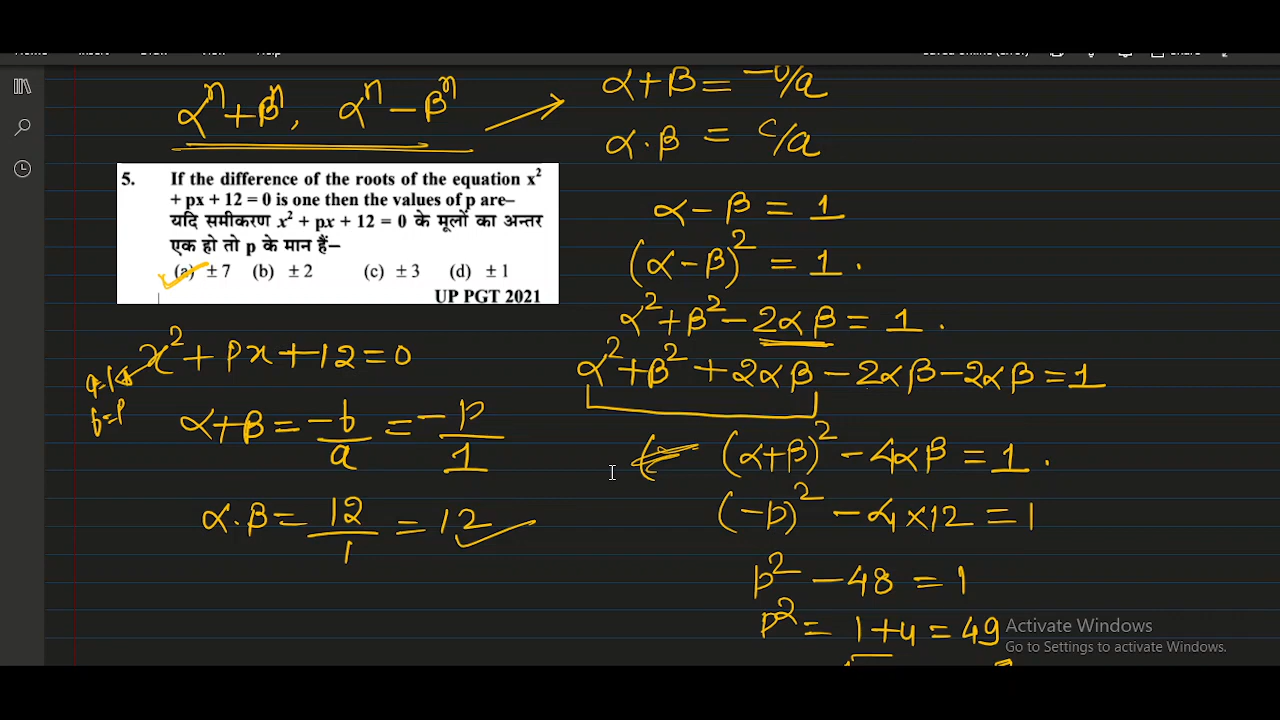 αⁿ + βⁿ, αⁿ – βⁿ
α + β = –b/a
α . β = c/a
5. If the difference of the roots of the equation x²
+ px + 12 = 0 is one then the values of p are–
यदि समीकरण x² + px + 12 = 0 के मूलों का अन्तर
एक हो तो p के मान हैं–
(a) ± 7 (b) ± 2 (c) ± 3 (d) ± 1
UP PGT 2021
x² + px + 12 = 0
a=1
b=p
α + β = –b/a = –p/1
α . β = 12/1 = 12
α – β = 1
(α – β)² = 1 .
α² + β² – 2αβ = 1 .
α² + β² + 2αβ – 2αβ – 2αβ = 1
(α+β)² – 4αβ = 1 .
(–p)² – 4 × 12 = 1
p² – 48 = 1
p² = 1 + 4 = 49
Activate Windows
Go to Settings to activate Windows.